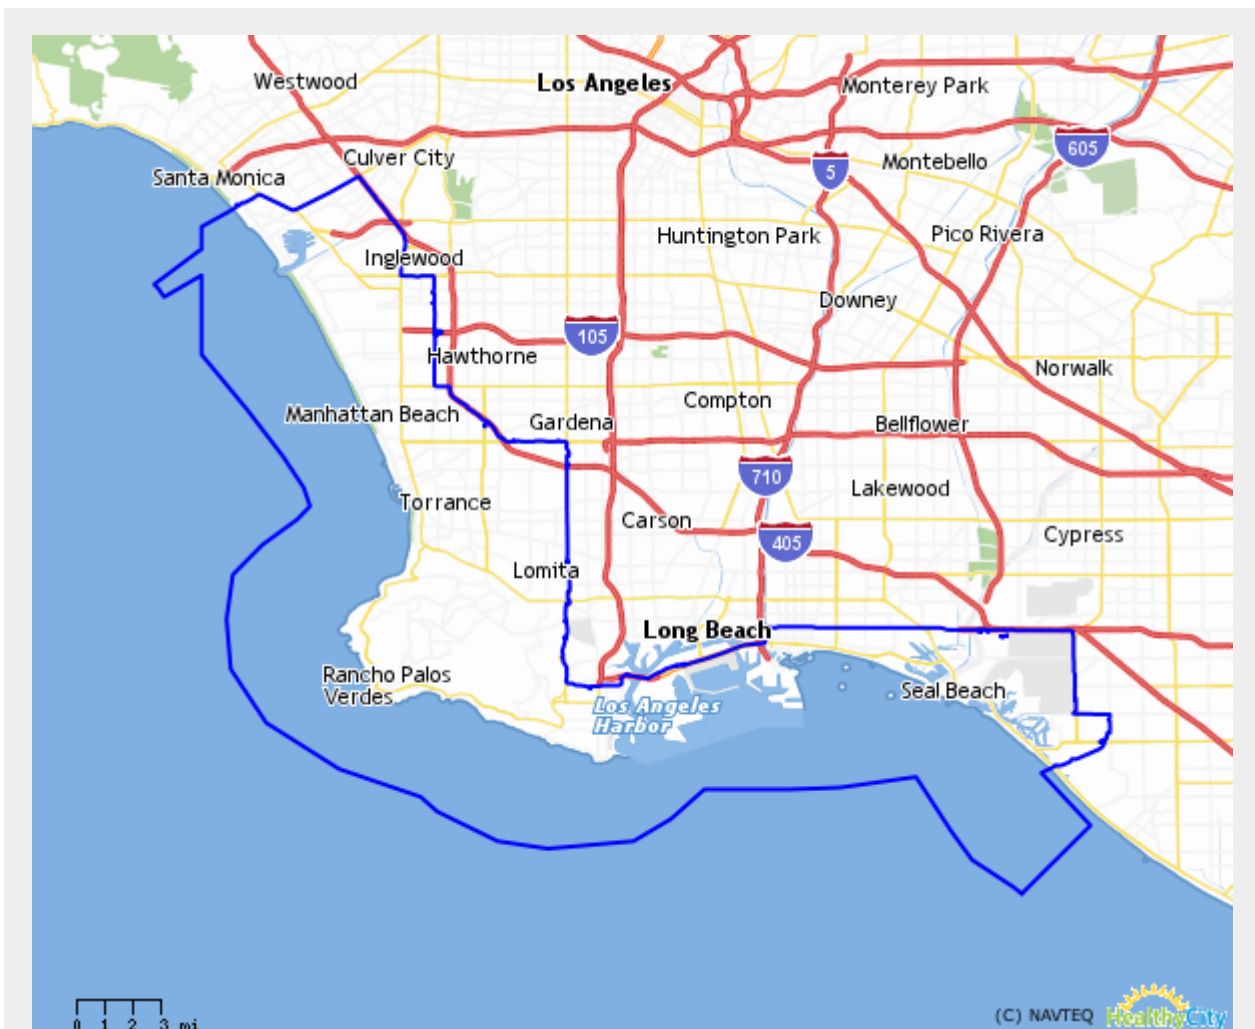 Westwood
Los Angeles
Monterey Park
Culver City
605
Montebello
5
Santa Monica
Huntington Park
Pico Rivera
Inglewood
Downey
105
Hawthorne
Norwalk
Compton
Manhattan Beach
Gardena
Bellflower
710
Lakewood
Torrance
Carson
Cypress
405
Lomita
Long Beach
Rancho Palos
Verdes
Seal Beach
Los Angeles
Harbor
0 1 2 3 mi
(C) NAVTEQ
HealthyCity